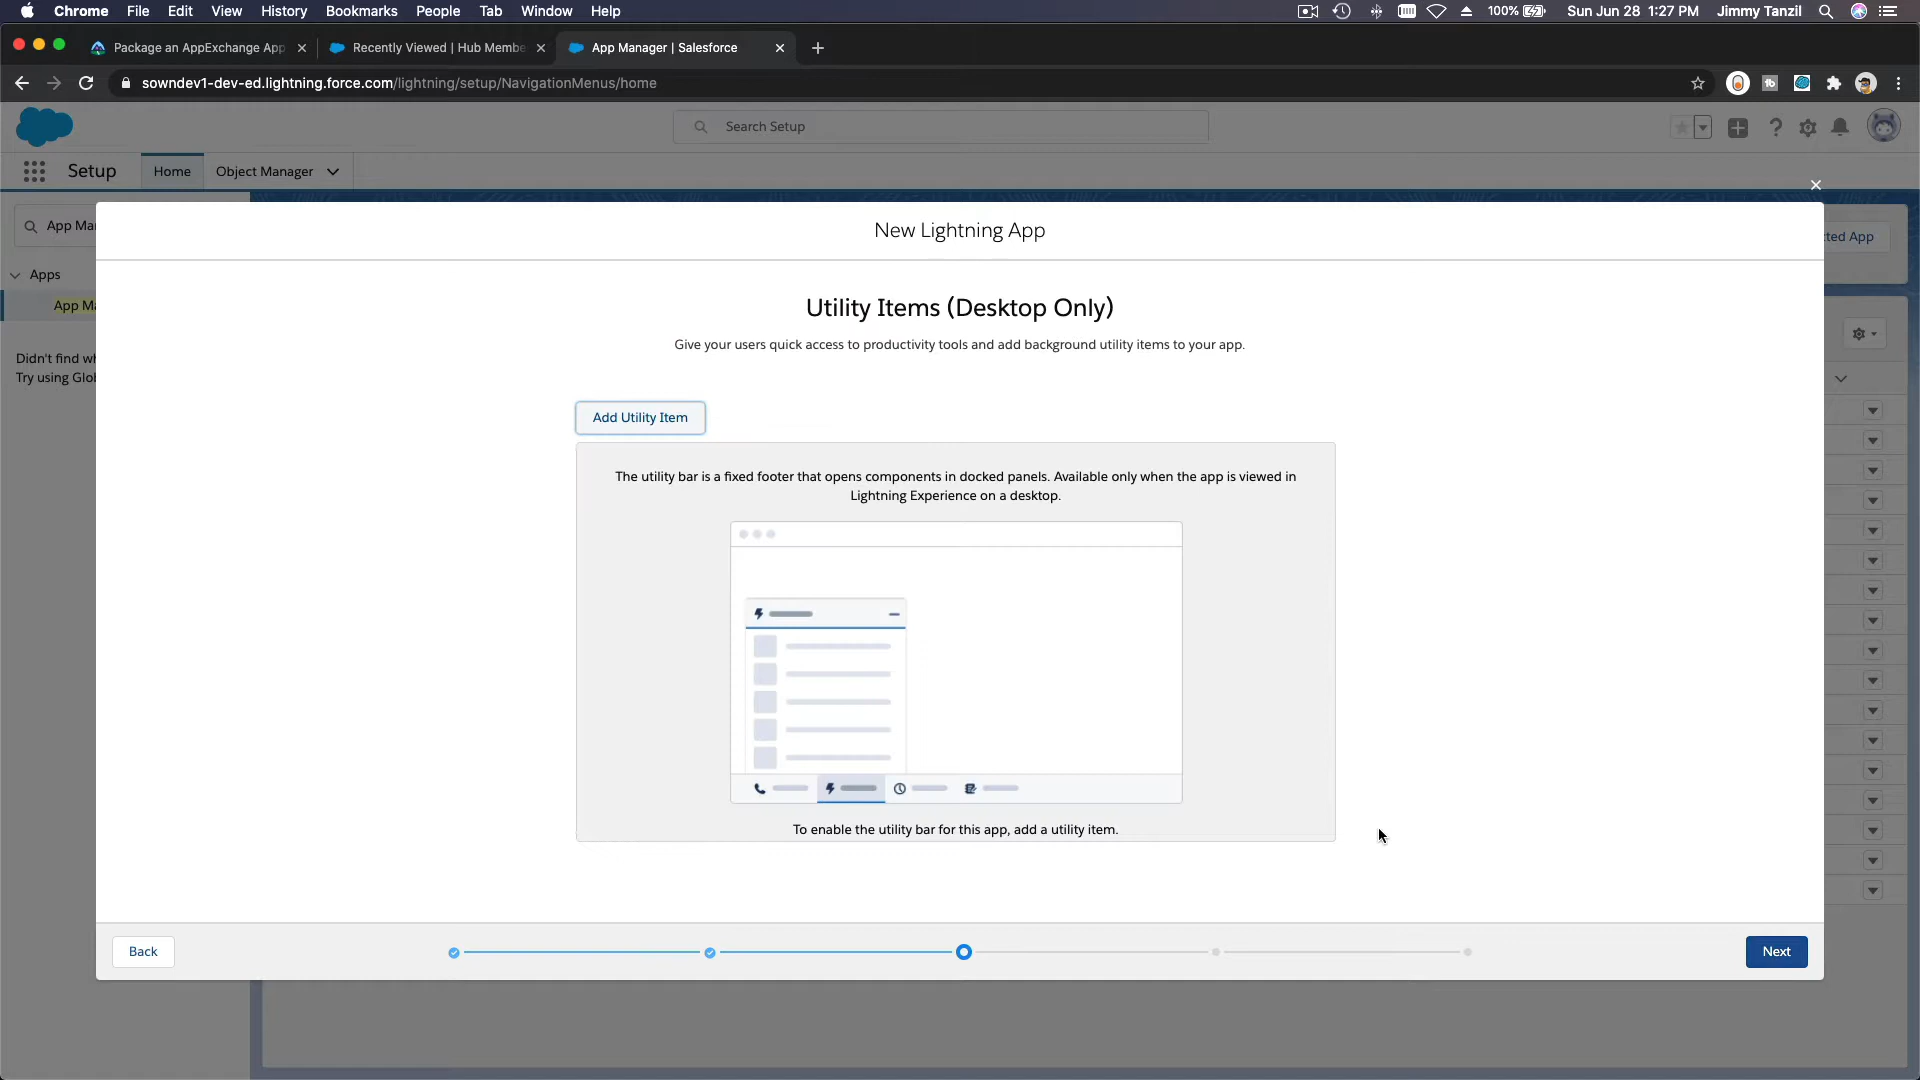 Chrome File Edit View History Bookmarks People Tab Window Help 100% Sun Jun 28 1:27 PM Jimmy Tanzil
Package an AppExchange App Recently Viewed | Hub Membe App Manager | Salesforce
sowndev1-dev-ed.lightning.force.com/lightning/setup/NavigationMenus/home
Search Setup
Setup Home Object Manager
App Ma
cted App
Apps
App Ma
Didn't find wh
Try using Glob
New Lightning App
Utility Items (Desktop Only)
Give your users quick access to productivity tools and add background utility items to your app.
Add Utility Item
The utility bar is a fixed footer that opens components in docked panels. Available only when the app is viewed in
Lightning Experience on a desktop.
To enable the utility bar for this app, add a utility item.
Back Next